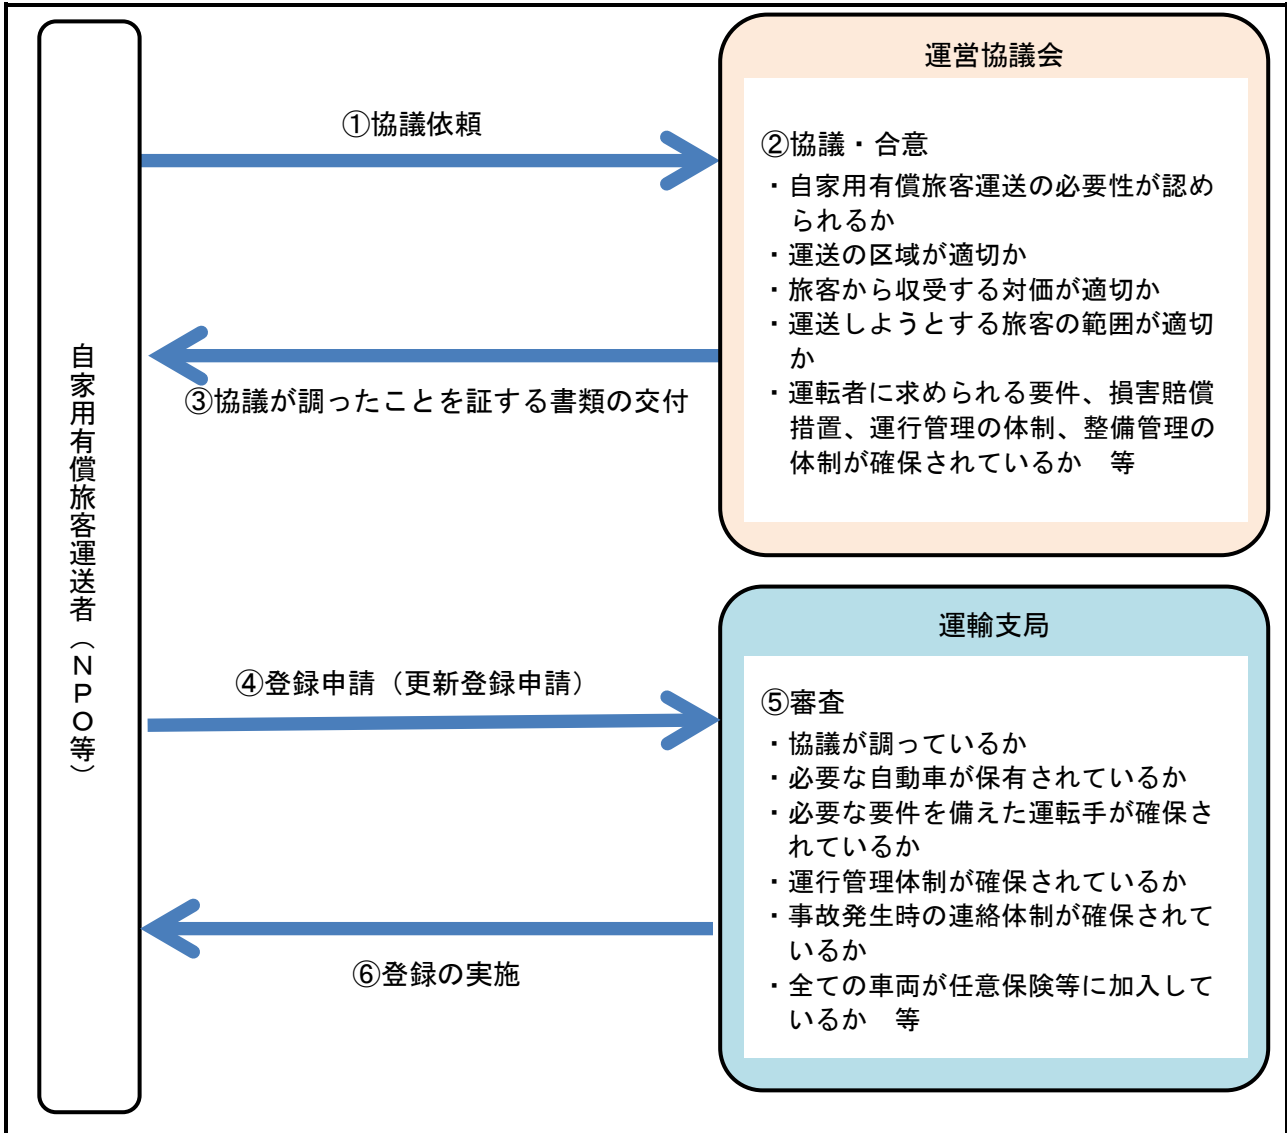 自家用有償旅客運送者（ＮＰＯ等）
①協議依頼
運営協議会
②協議・合意
・自家用有償旅客運送の必要性が認め
られるか
・運送の区域が適切か
・旅客から収受する対価が適切か
・運送しようとする旅客の範囲が適切
か
・運転者に求められる要件、損害賠償
措置、運行管理の体制、整備管理の
体制が確保されているか　等
③協議が調ったことを証する書類の交付
④登録申請（更新登録申請）
運輸支局
⑤審査
・協議が調っているか
・必要な自動車が保有されているか
・必要な要件を備えた運転手が確保さ
れているか
・運行管理体制が確保されているか
・事故発生時の連絡体制が確保されて
いるか
・全ての車両が任意保険等に加入して
いるか　等
⑥登録の実施